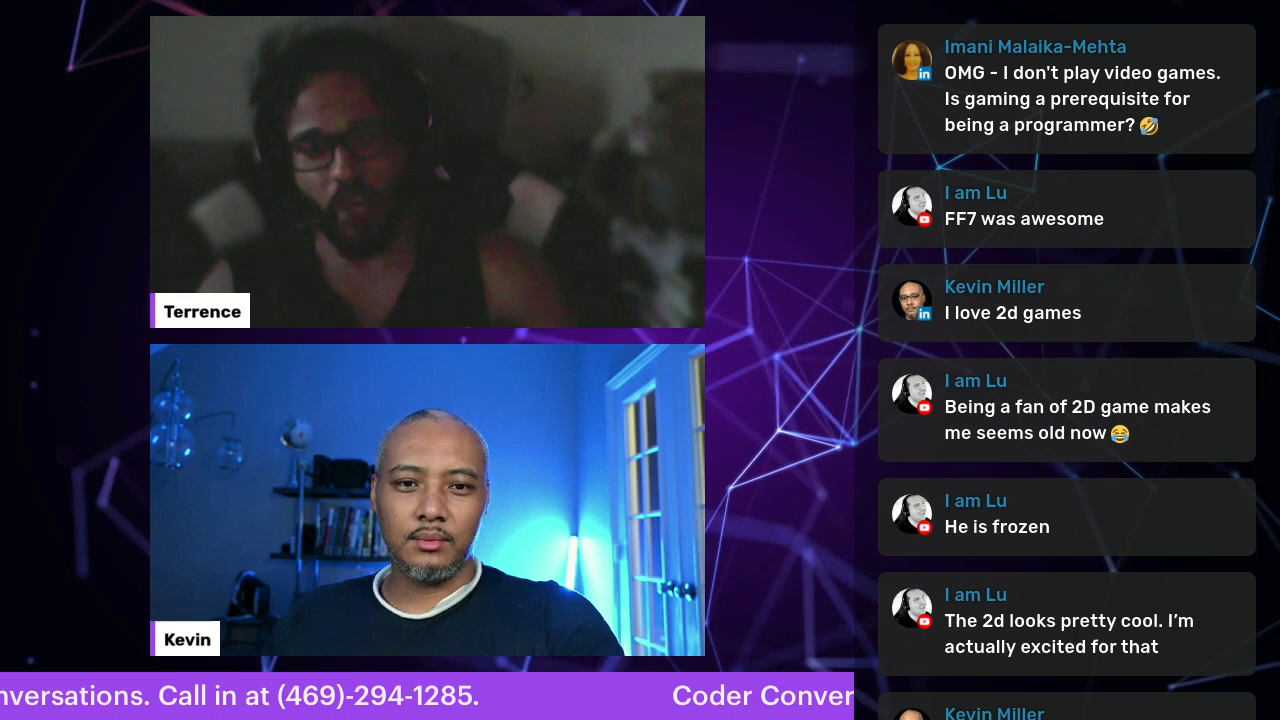 Terrence
Kevin
nversations. Call in at (469)-294-1285.
Coder Conver
Imani Malaika-Mehta
OMG - I don't play video games.
Is gaming a prerequisite for
being a programmer? 🤣
I am Lu
FF7 was awesome
Kevin Miller
I love 2d games
I am Lu
Being a fan of 2D game makes
me seems old now 😂
I am Lu
He is frozen
I am Lu
The 2d looks pretty cool. I’m
actually excited for that
Kevin Miller